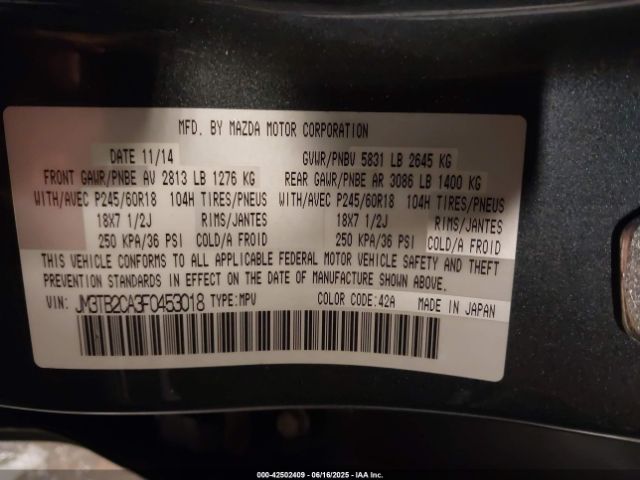 MFD. BY MAZDA MOTOR CORPORATION
DATE 11/14 GVWR/PNBV 5831 LB 2645 KG
FRONT GAWR/PNBE AV 2813 LB 1276 KG REAR GAWR/PNBE AR 3086 LB 1400 KG
WITH/AVEC P245/60R18 104H TIRES/PNEUS WITH/AVEC P245/60R18 104H TIRES/PNEUS
18X7 1/2J RIMS/JANTES 18X7 1/2J RIMS/JANTES
250 KPA/36 PSI COLD/A FROID 250 KPA/36 PSI COLD/A FROID
THIS VEHICLE CONFORMS TO ALL APPLICABLE FEDERAL MOTOR VEHICLE SAFETY AND THEFT
PREVENTION STANDARDS IN EFFECT ON THE DATE OF MANUFACTURE SHOWN ABOVE.
VIN: JM3TB2CA3F0453018 TYPE:MPV COLOR CODE:42A MADE IN JAPAN
000-42502409 - 06/16/2025 - IAAI.COM